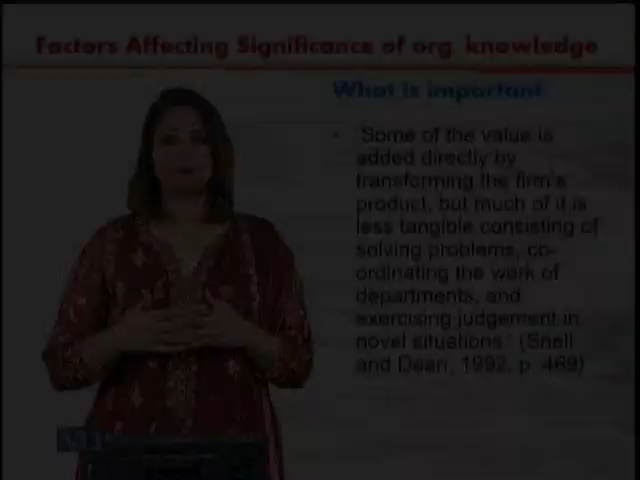 Factors Affecting Significance of org knowledge
What is important
• 'Some of the value is
added directly by
transforming the firm's
product, but much of it is
less tangible consisting of
solving problems, co-
ordinating the work of
departments, and
exercising judgement in
novel situations.' (Snell
and Dean, 1992, p. 469)